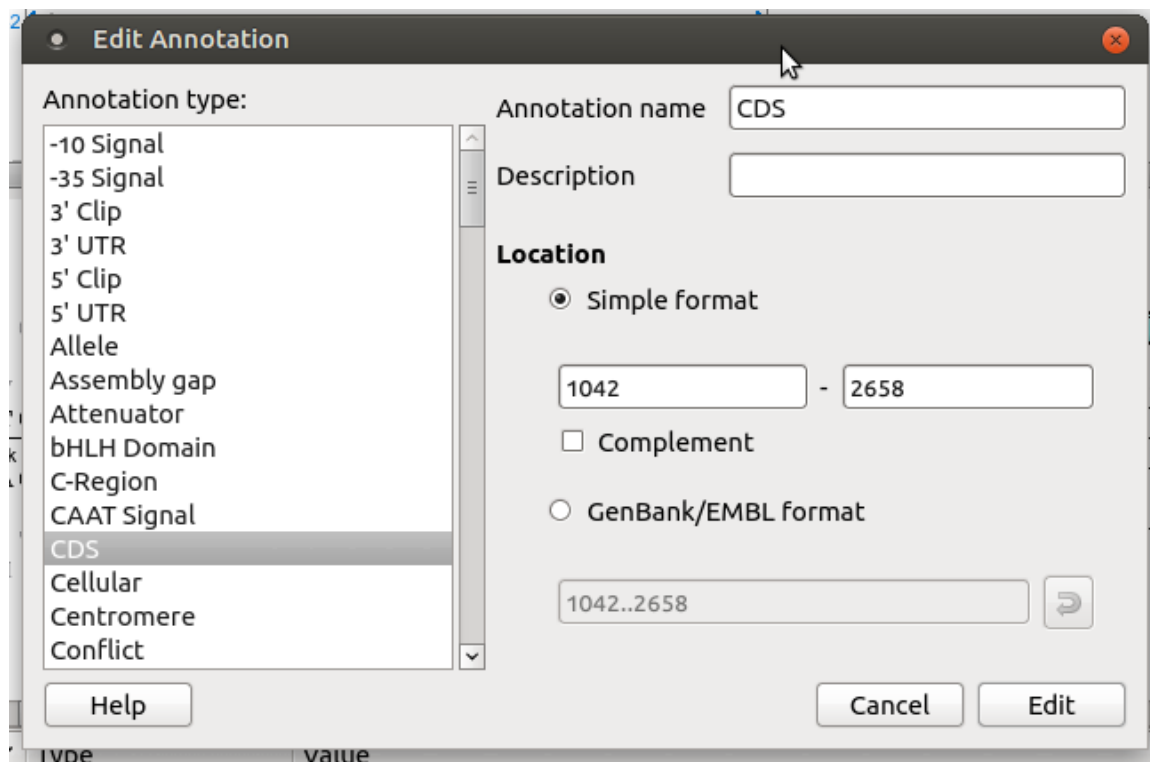 2
Edit Annotation
Annotation type:
-10 Signal
-35 Signal
3' Clip
3' UTR
5' Clip
5' UTR
Allele
Assembly gap
Attenuator
bHLH Domain
C-Region
CAAT Signal
CDS
Cellular
Centromere
Conflict
Annotation name CDS
Description
Location
Simple format
1042 - 2658
Complement
GenBank/EMBL format
1042..2658
Help
Cancel Edit
Type Value